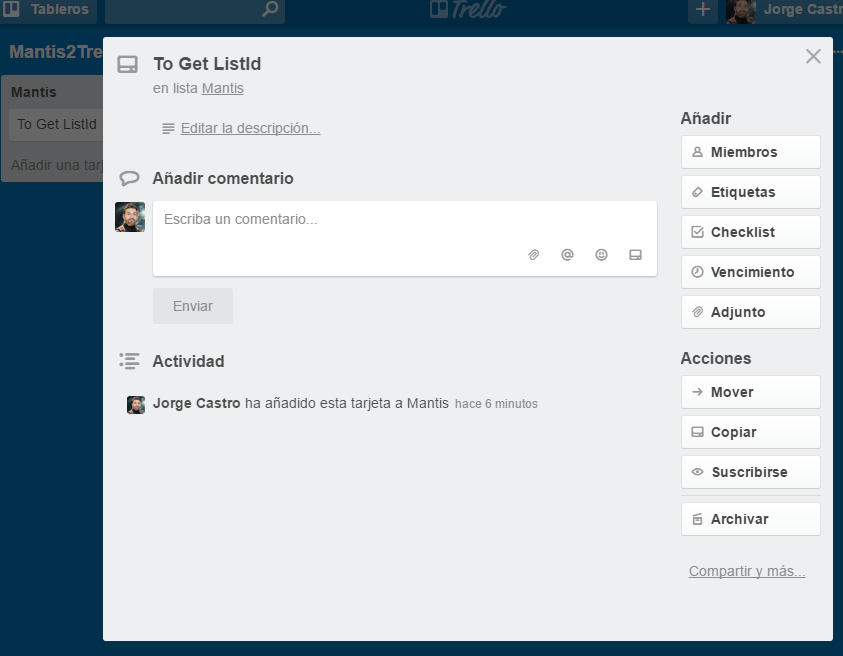 Tableros
Trello
Jorge Castr
Mantis2Tre
Mantis
To Get ListId
Añadir una tarj
To Get ListId
en lista Mantis
Editar la descripción...
Añadir comentario
Escriba un comentario...
Enviar
Actividad
Jorge Castro ha añadido esta tarjeta a Mantis hace 6 minutos
Añadir
Miembros
Etiquetas
Checklist
Vencimiento
Adjunto
Acciones
Mover
Copiar
Suscribirse
Archivar
Compartir y más...